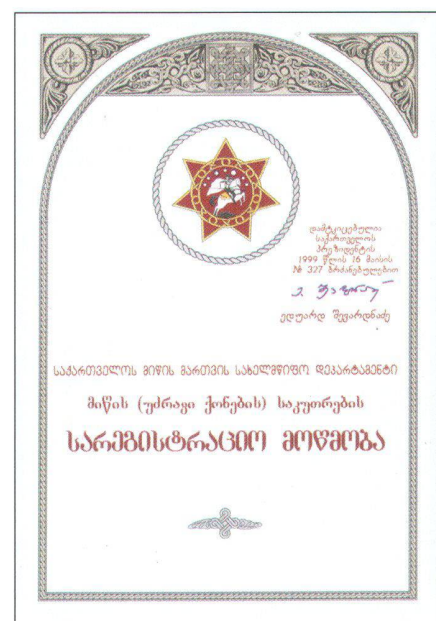 დამტკიცებულია
საქართველოს
პრეზიდენტის
1999 წლის 16 მაისის
№ 327 ბრძანებულებით
ედუარდ შევარდნაძე
საქართველოს მიწის მართვის სახელმწიფო დეპარტამენტი
მიწის (უძრავი ქონების) საკუთრების
სარეგისტრაციო მოწმობა